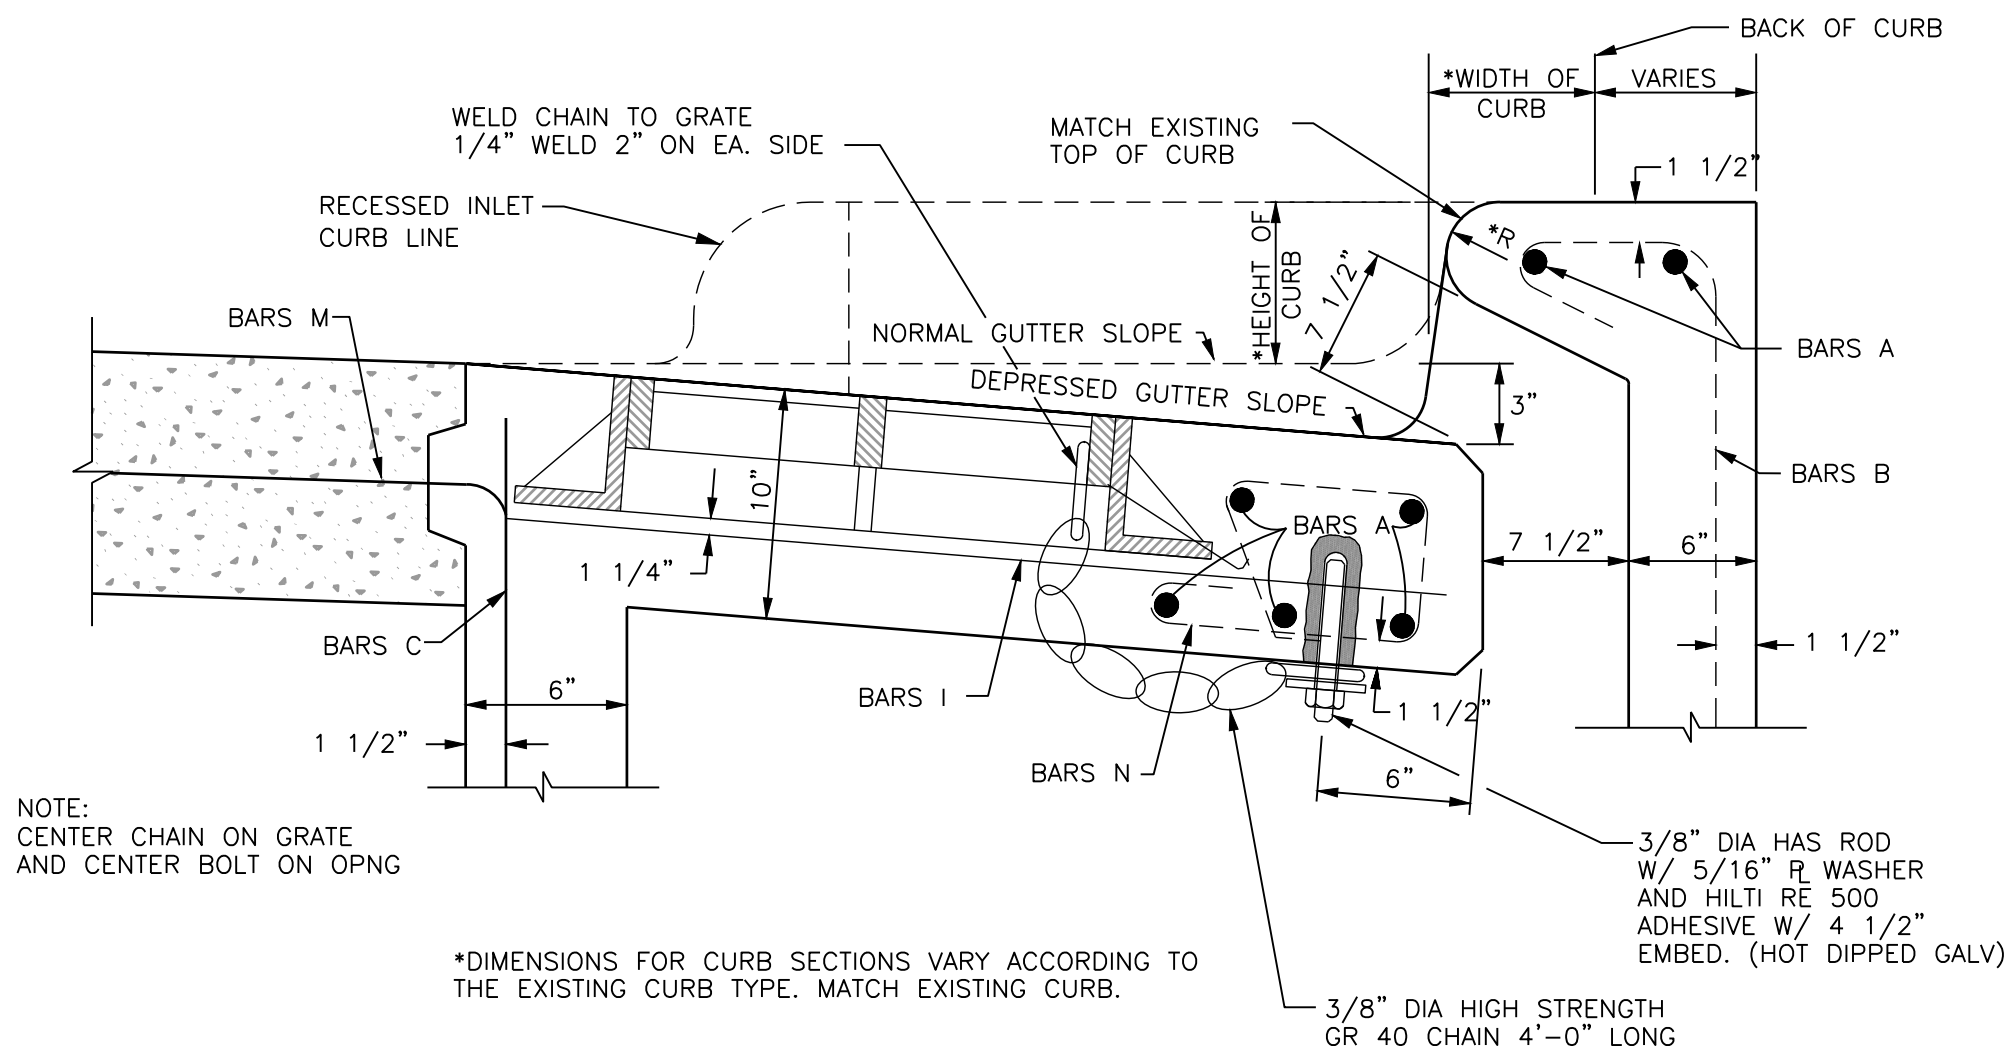 BACK OF CURB
*WIDTH OF
CURB
VARIES
WELD CHAIN TO GRATE
1/4" WELD 2" ON EA. SIDE
MATCH EXISTING
TOP OF CURB
1 1/2"
RECESSED INLET
CURB LINE
*R
*HEIGHT OF
CURB
7 1/2"
BARS M
NORMAL GUTTER SLOPE
BARS A
DEPRESSED GUTTER SLOPE
3"
BARS B
10"
BARS A
7 1/2"
6"
1 1/4"
BARS C
1 1/2"
6"
BARS I
1 1/2"
1 1/2"
BARS N
6"
NOTE:
CENTER CHAIN ON GRATE
AND CENTER BOLT ON OPNG
3/8" DIA HAS ROD
W/ 5/16" ⅊ WASHER
AND HILTI RE 500
ADHESIVE W/ 4 1/2"
EMBED. (HOT DIPPED GALV)
*DIMENSIONS FOR CURB SECTIONS VARY ACCORDING TO
THE EXISTING CURB TYPE. MATCH EXISTING CURB.
3/8" DIA HIGH STRENGTH
GR 40 CHAIN 4'-0" LONG